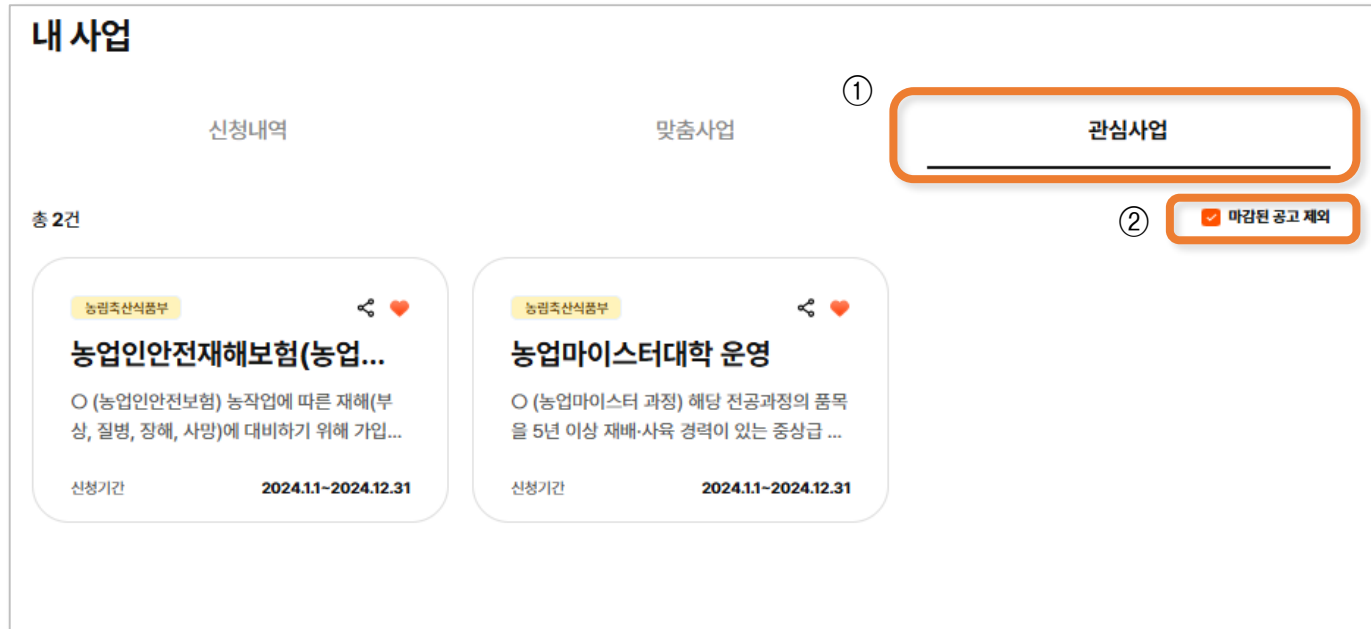 내 사업
①
신청내역
맞춤사업
관심사업
총 2건
②
마감된 공고 제외
농림축산식품부
농업인안전재해보험(농업...
○ (농업인안전보험) 농작업에 따른 재해(부
상, 질병, 장해, 사망)에 대비하기 위해 가입...
신청기간
2024.1.1~2024.12.31
농림축산식품부
농업마이스터대학 운영
○ (농업마이스터 과정) 해당 전공과정의 품목
을 5년 이상 재배·사육 경력이 있는 중상급 ...
신청기간
2024.1.1~2024.12.31